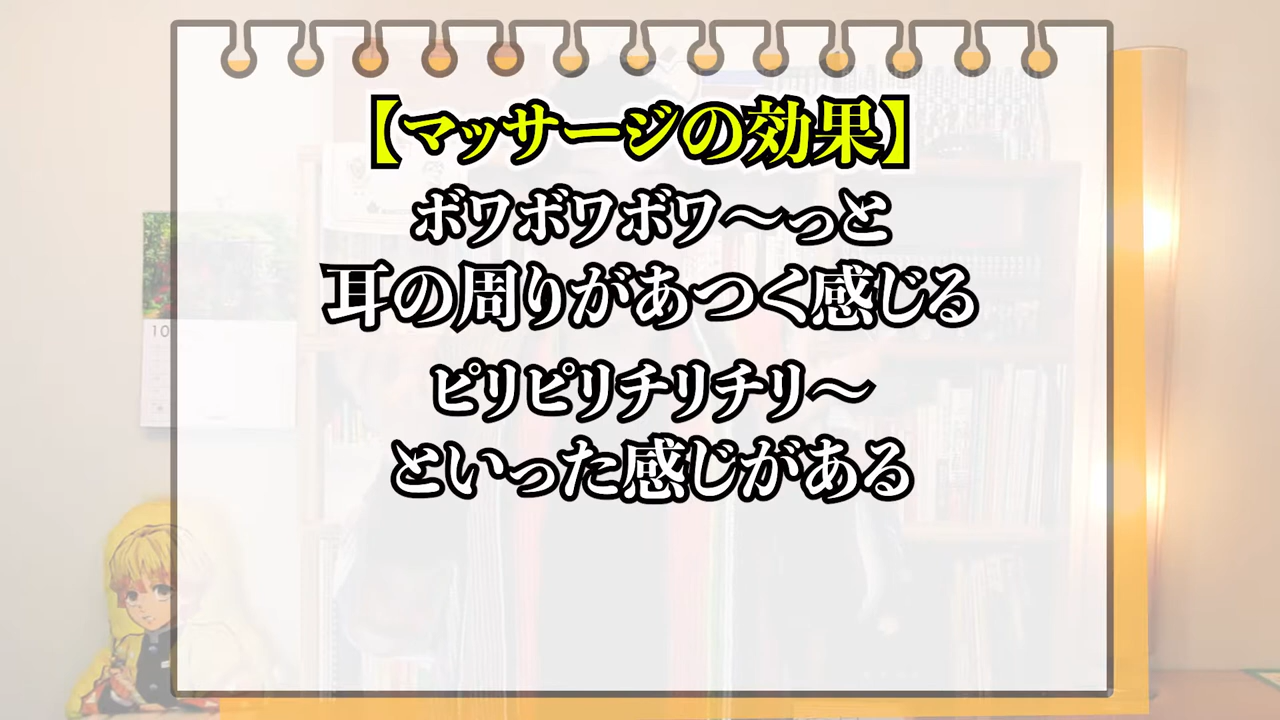 【マッサージの効果】
ボワボワボワ～っと
耳の周りがあつく感じる
ピリピリチリチリ～
といった感じがある
10